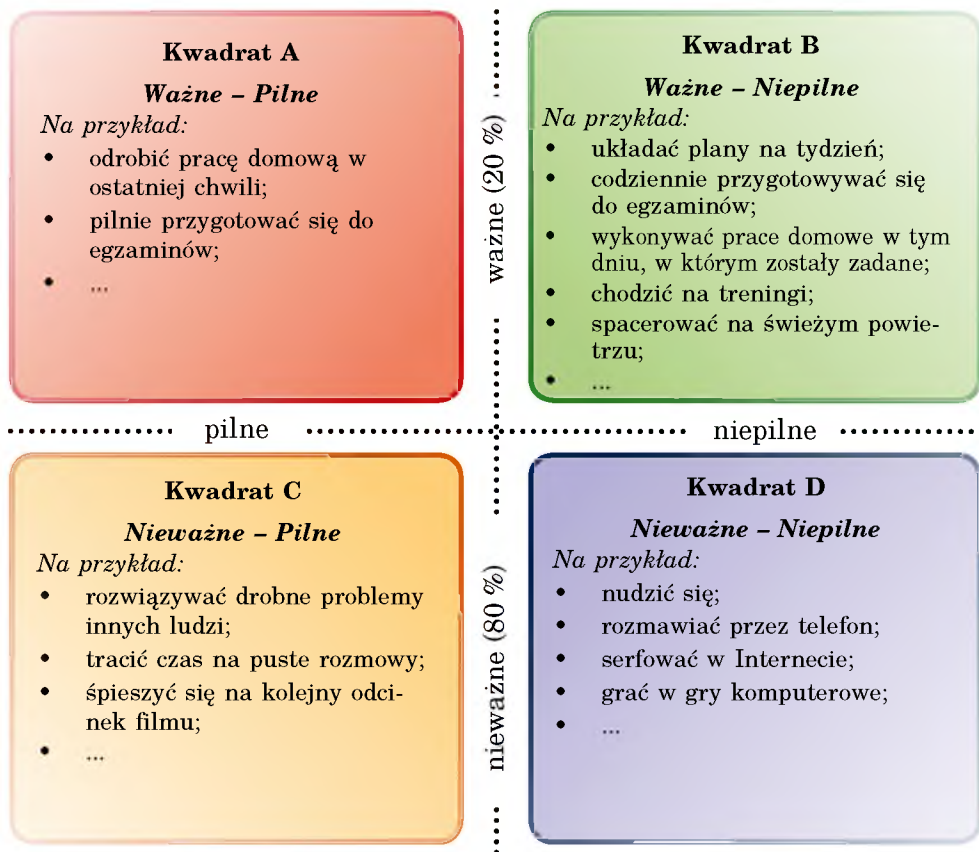 Kwadrat A
Ważne – Pilne
Na przykład:
• odrobić pracę domową w
ostatniej chwili;
• pilnie przygotować się do
egzaminów;
• ...
ważne (20 %)
Kwadrat B
Ważne – Niepilne
Na przykład:
• układać plany na tydzień;
• codziennie przygotowywać się
do egzaminów;
• wykonywać prace domowe w tym
dniu, w którym zostały zadane;
• chodzić na treningi;
• spacerować na świeżym powie-
trzu;
• ...
pilne
niepilne
Kwadrat C
Nieważne – Pilne
Na przykład:
• rozwiązywać drobne problemy
innych ludzi;
• tracić czas na puste rozmowy;
• śpieszyć się na kolejny odci-
nek filmu;
• ...
nieważne (80 %)
Kwadrat D
Nieważne – Niepilne
Na przykład:
• nudzić się;
• rozmawiać przez telefon;
• serfować w Internecie;
• grać w gry komputerowe;
• ...